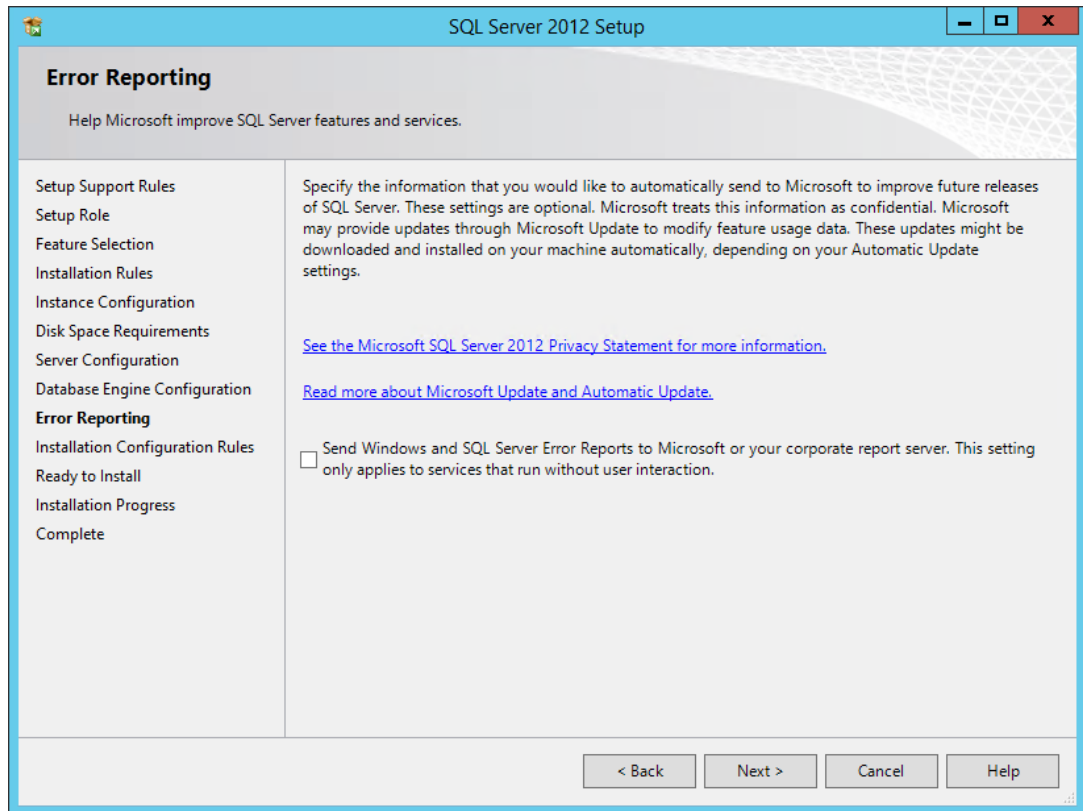 SQL Server 2012 Setup
Error Reporting
Help Microsoft improve SQL Server features and services.
Setup Support Rules
Setup Role
Feature Selection
Installation Rules
Instance Configuration
Disk Space Requirements
Server Configuration
Database Engine Configuration
Error Reporting
Installation Configuration Rules
Ready to Install
Installation Progress
Complete
Specify the information that you would like to automatically send to Microsoft to improve future releases
of SQL Server. These settings are optional. Microsoft treats this information as confidential. Microsoft
may provide updates through Microsoft Update to modify feature usage data. These updates might be
downloaded and installed on your machine automatically, depending on your Automatic Update
settings.
See the Microsoft SQL Server 2012 Privacy Statement for more information.
Read more about Microsoft Update and Automatic Update.
Send Windows and SQL Server Error Reports to Microsoft or your corporate report server. This setting
only applies to services that run without user interaction.
< Back
Next >
Cancel
Help